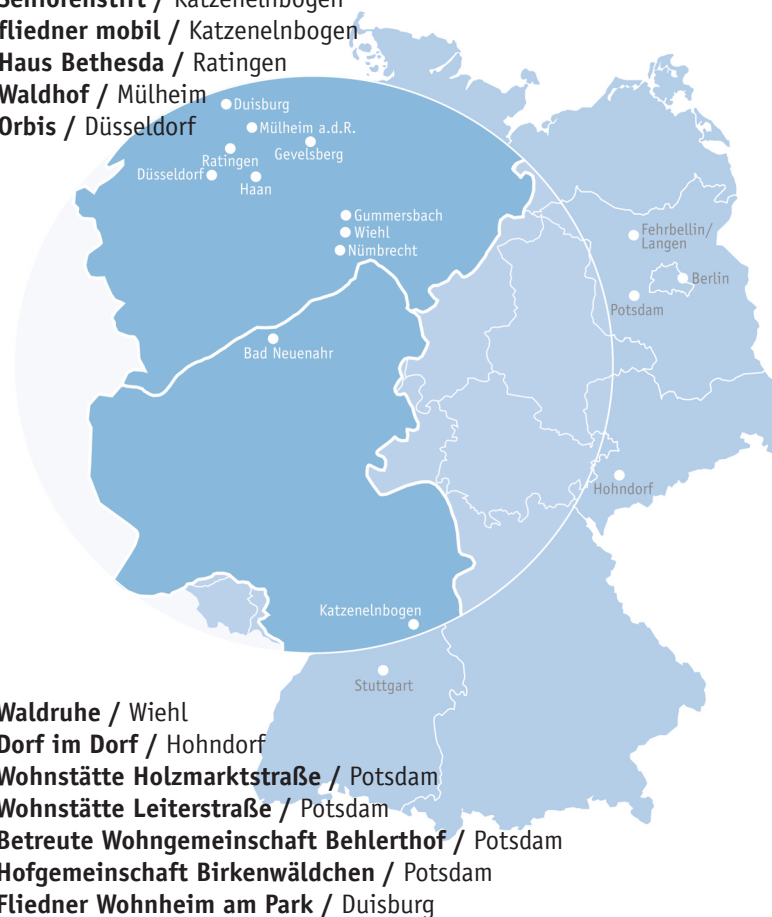 Seniorenstift / Katzenelnbogen
fliedner mobil / Katzenelnbogen
Haus Bethesda / Ratingen
Waldhof / Mülheim
Orbis / Düsseldorf
Duisburg
Mülheim a.d.R.
Gevelsberg
Ratingen
Düsseldorf
Haan
Gummersbach
Wiehl
Nümbrecht
Fehrbellin/
Langen
Berlin
Potsdam
Bad Neuenahr
Hohndorf
Katzenelnbogen
Stuttgart
Waldruhe / Wiehl
Dorf im Dorf / Hohndorf
Wohnstätte Holzmarktstraße / Potsdam
Wohnstätte Leiterstraße / Potsdam
Betreute Wohngemeinschaft Behlerthof / Potsdam
Hofgemeinschaft Birkenwäldchen / Potsdam
Fliedner Wohnheim am Park / Duisburg